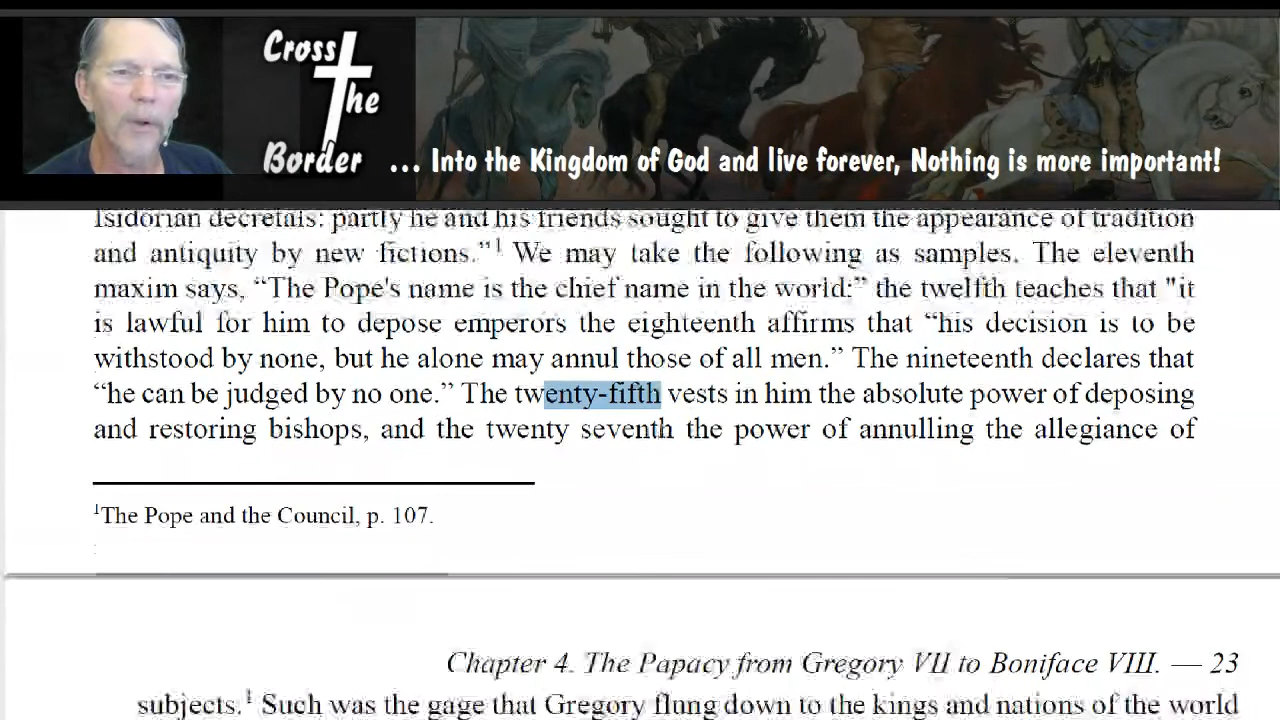 Cross
The
Border
... Into the Kingdom of God and live forever, Nothing is more important!
Isidorian decretals: partly he and his friends sought to give them the appearance of tradition
and antiquity by new fictions.”¹ We may take the following as samples. The eleventh
maxim says, “The Pope's name is the chief name in the world:” the twelfth teaches that "it
is lawful for him to depose emperors the eighteenth affirms that “his decision is to be
withstood by none, but he alone may annul those of all men.” The nineteenth declares that
“he can be judged by no one.” The twenty-fifth vests in him the absolute power of deposing
and restoring bishops, and the twenty seventh the power of annulling the allegiance of
¹The Pope and the Council, p. 107.
Chapter 4. The Papacy from Gregory VII to Boniface VIII. — 23
subjects.¹ Such was the gage that Gregory flung down to the kings and nations of the world